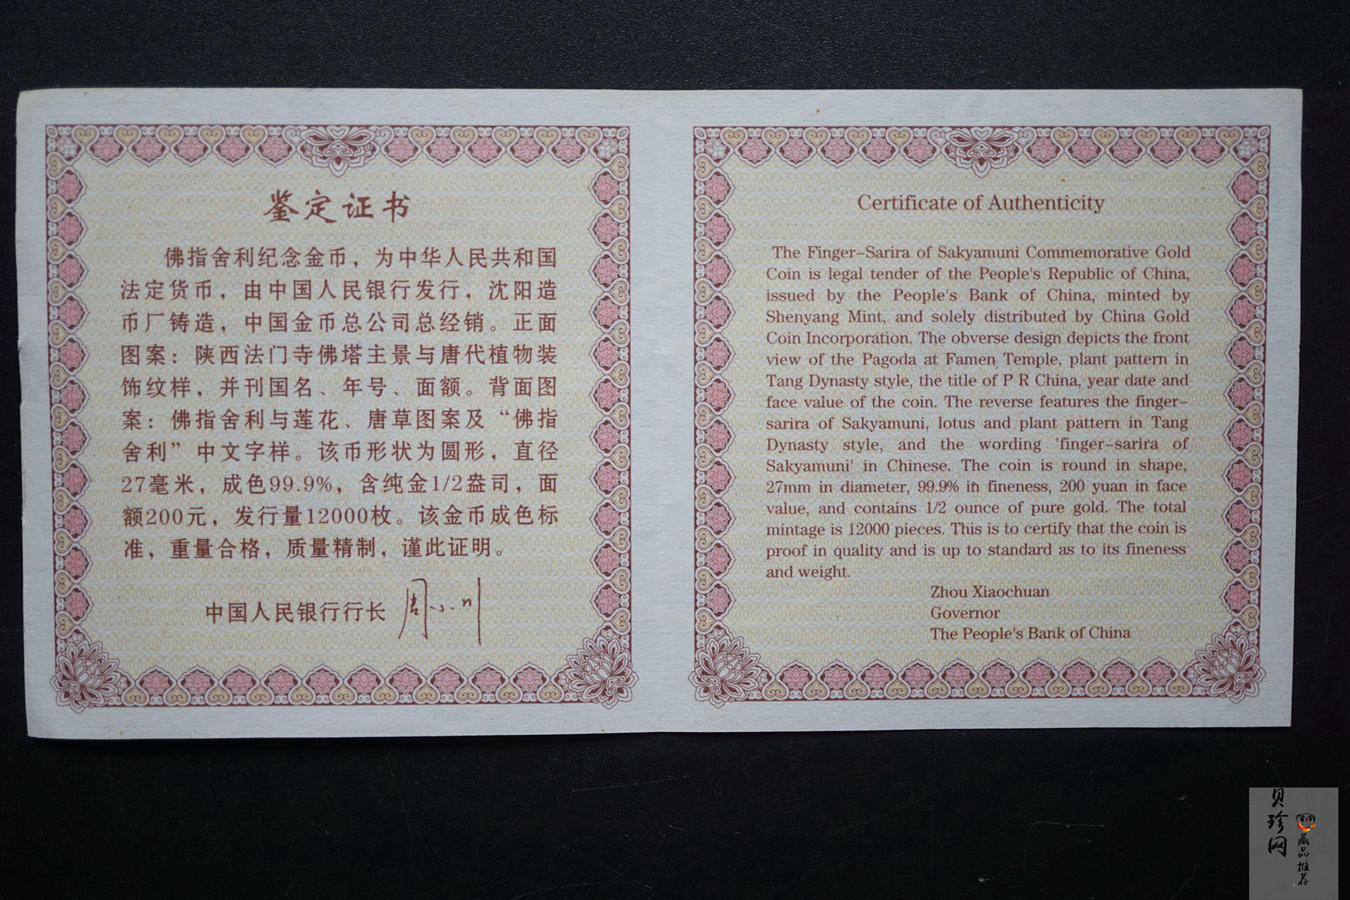 鉴定证书
佛指舍利纪念金币，为中华人民共和国
法定货币，由中国人民银行发行，沈阳造
币厂铸造，中国金币总公司总经销。正面
图案：陕西法门寺佛塔主景与唐代植物装
饰纹样，并刊国名、年号、面额。背面图
案：佛指舍利与莲花、唐草图案及“佛指
舍利”中文字样。该币形状为圆形，直径
27毫米，成色99.9%，含纯金1/2盎司，面
额200元，发行量12000枚。该金币成色标
准，重量合格，质量精制，谨此证明。
中国人民银行行长 周小川
Certificate of Authenticity
The Finger-Sarira of Sakyamuni Commemorative Gold
Coin is legal tender of the People's Republic of China,
issued by the People's Bank of China, minted by
Shenyang Mint, and solely distributed by China Gold
Coin Incorporation. The obverse design depicts the front
view of the Pagoda at Famen Temple, plant pattern in
Tang Dynasty style, the title of P R China, year date and
face value of the coin. The reverse features the finger-
sarira of Sakyamuni, lotus and plant pattern in Tang
Dynasty style, and the wording 'finger-sarira of
Sakyamuni' in Chinese. The coin is round in shape,
27mm in diameter, 99.9% in fineness, 200 yuan in face
value, and contains 1/2 ounce of pure gold. The total
mintage is 12000 pieces. This is to certify that the coin is
proof in quality and is up to standard as to its fineness
and weight.
Zhou Xiaochuan
Governor
The People's Bank of China
贝珍网
藏品推荐